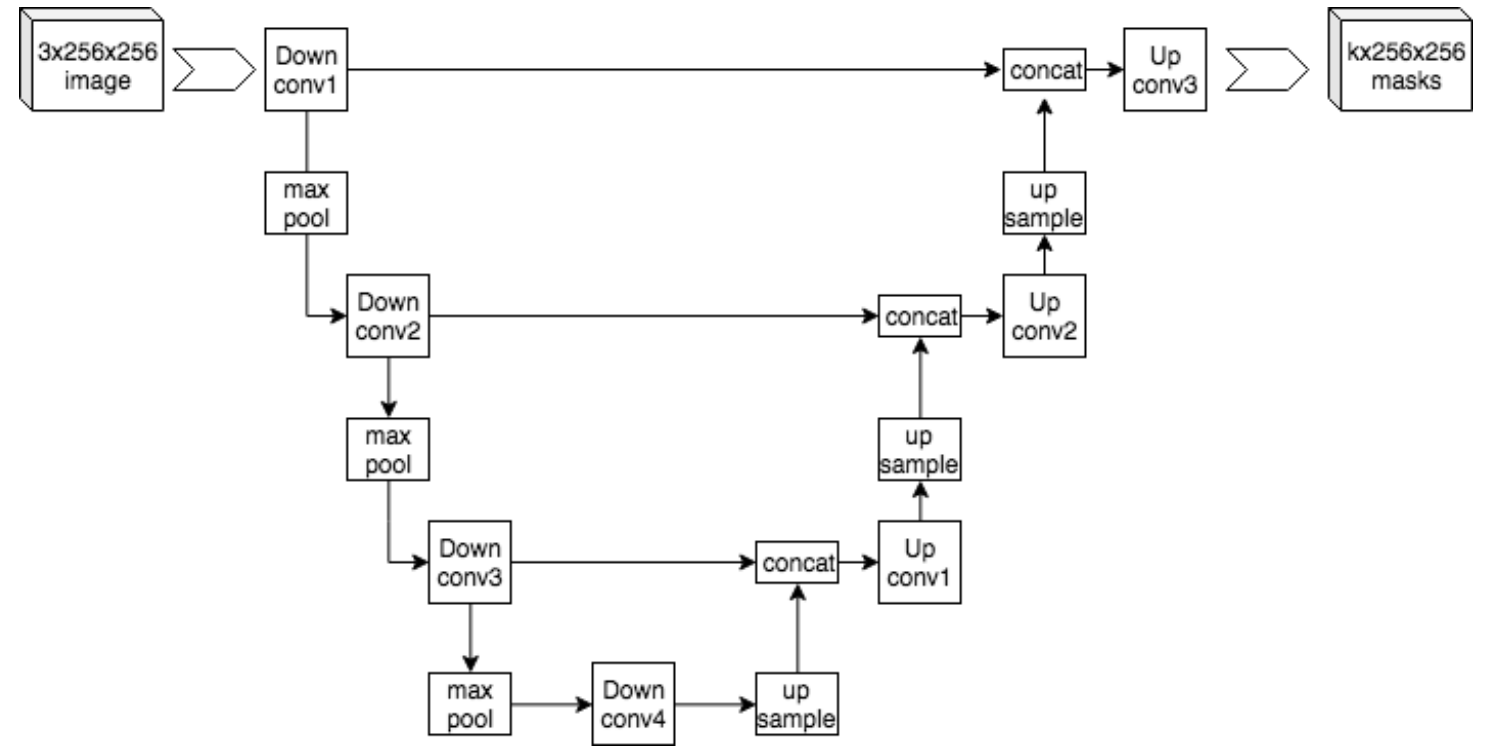 3x256x256
image
Down
conv1
concat
Up
conv3
kx256x256
masks
max
pool
up
sample
Down
conv2
concat
Up
conv2
max
pool
up
sample
Down
conv3
concat
Up
conv1
max
pool
Down
conv4
up
sample